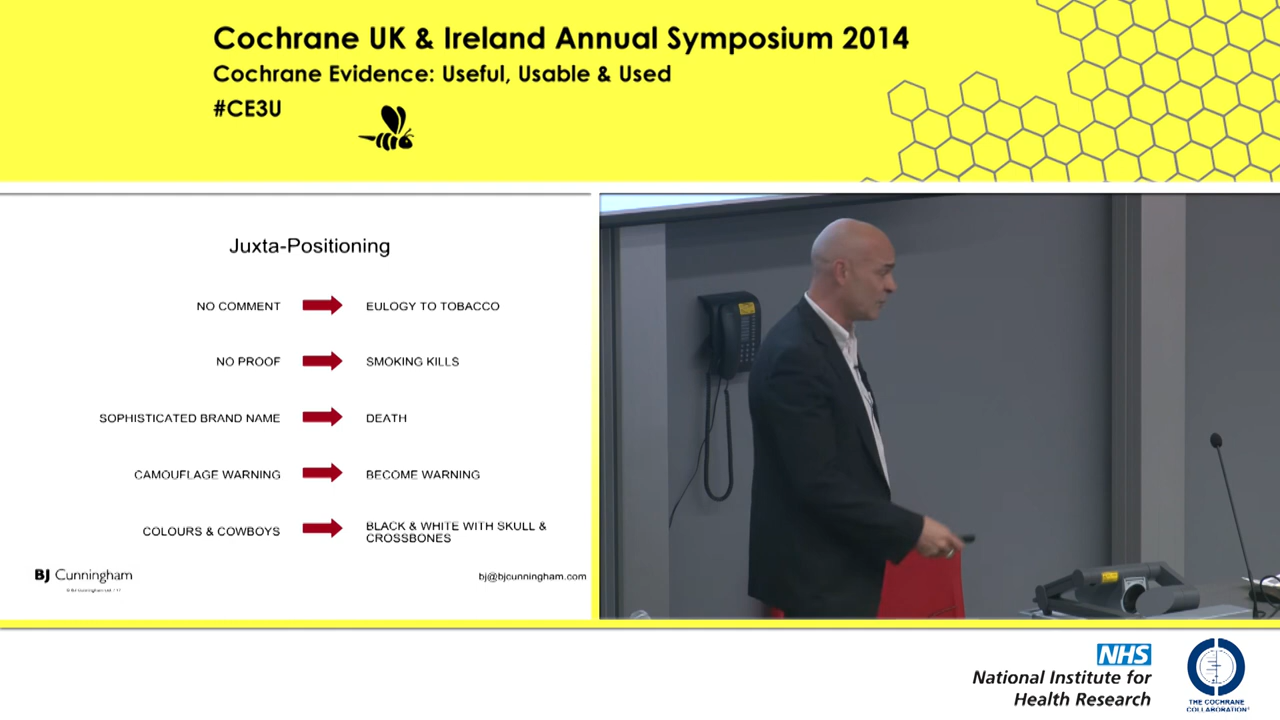 Cochrane UK & Ireland Annual Symposium 2014
Cochrane Evidence: Useful, Usable & Used
#CE3U
Juxta-Positioning
NO COMMENT EULOGY TO TOBACCO
NO PROOF SMOKING KILLS
SOPHISTICATED BRAND NAME DEATH
CAMOUFLAGE WARNING BECOME WARNING
COLOURS & COWBOYS BLACK & WHITE WITH SKULL &
CROSSBONES
BJ Cunningham
bj@bjcunningham.com
NHS
National Institute for
Health Research
THE COCHRANE
COLLABORATION®